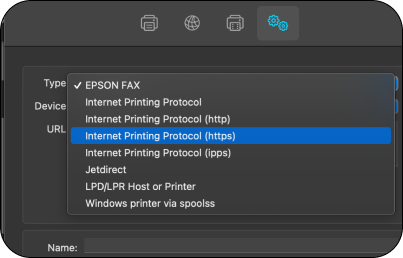 Type
✓ EPSON FAX
Internet Printing Protocol
Device
Internet Printing Protocol (http)
URL
Internet Printing Protocol (https)
Internet Printing Protocol (ipps)
Jetdirect
LPD/LPR Host or Printer
Windows printer via spoolss
Name: